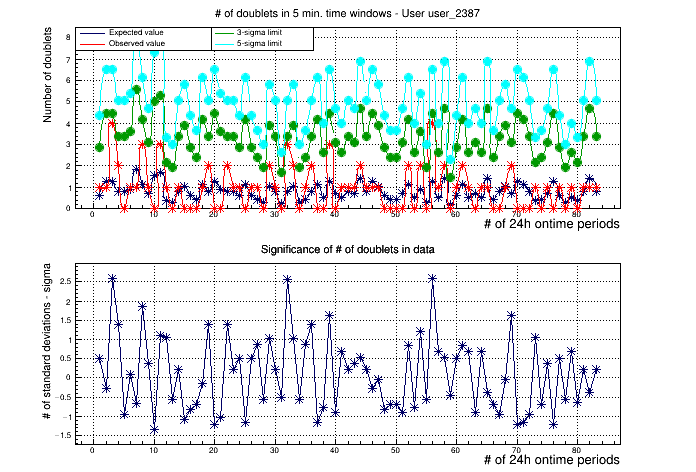 # of doublets in 5 min. time windows - User user_2387
Number of doublets
Expected value
Observed value
3-sigma limit
5-sigma limit
8
7
6
5
4
3
2
1
0
0 10 20 30 40 50 60 70 80
# of 24h ontime periods
Significance of # of doublets in data
# of standard deviations - sigma
2.5
2
1.5
1
0.5
0
−0.5
−1
−1.5
0 10 20 30 40 50 60 70 80
# of 24h ontime periods